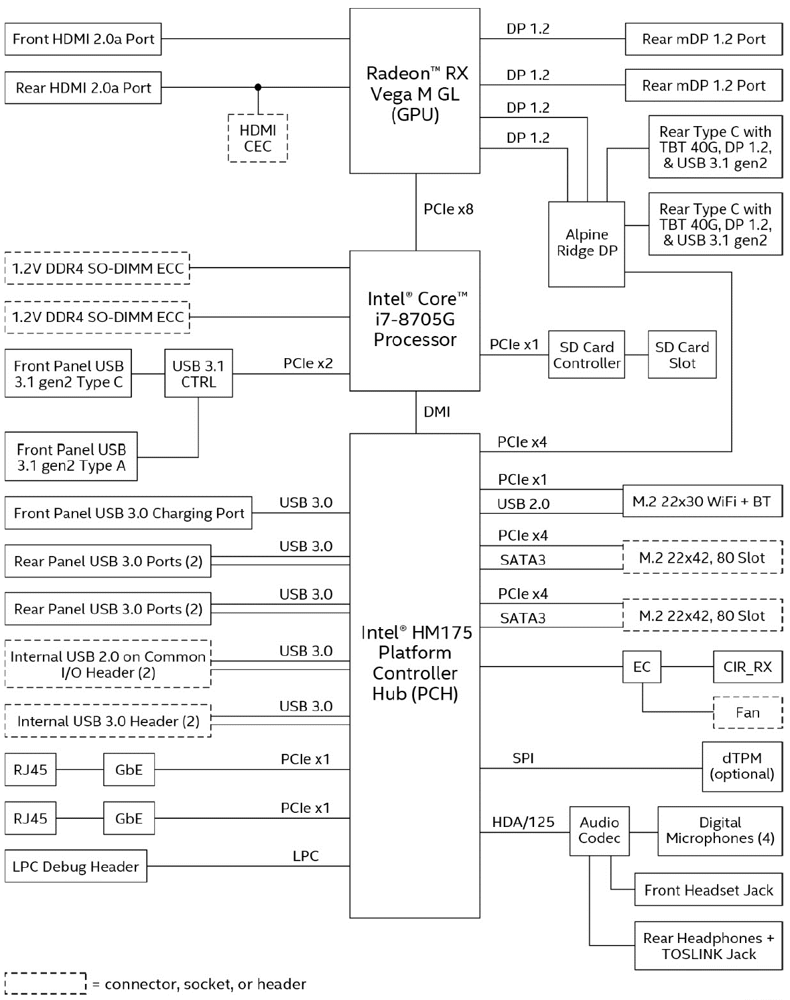 Front HDMI 2.0a Port
Rear HDMI 2.0a Port
HDMI
CEC
Radeon™ RX
Vega M GL
(GPU)
DP 1.2
Rear mDP 1.2 Port
DP 1.2
Rear mDP 1.2 Port
DP 1.2
DP 1.2
Rear Type C with
TBT 40G, DP 1.2,
& USB 3.1 gen2
Rear Type C with
TBT 40G, DP 1.2,
& USB 3.1 gen2
Alpine
Ridge DP
PCIe x8
1.2V DDR4 SO-DIMM ECC
1.2V DDR4 SO-DIMM ECC
Intel® Core™
i7-8705G
Processor
Front Panel USB
3.1 gen2 Type C
USB 3.1
CTRL
PCIe x2
Front Panel USB
3.1 gen2 Type A
PCIe x1
SD Card
Controller
SD Card
Slot
DMI
Front Panel USB 3.0 Charging Port
USB 3.0
Rear Panel USB 3.0 Ports (2)
USB 3.0
Rear Panel USB 3.0 Ports (2)
USB 3.0
Internal USB 2.0 on Common
I/O Header (2)
USB 3.0
Internal USB 3.0 Header (2)
USB 3.0
RJ45
GbE
PCIe x1
RJ45
GbE
PCIe x1
LPC Debug Header
LPC
Intel® HM175
Platform
Controller
Hub (PCH)
PCIe x4
PCIe x1
USB 2.0
M.2 22x30 WiFi + BT
PCIe x4
SATA3
M.2 22x42, 80 Slot
PCIe x4
SATA3
M.2 22x42, 80 Slot
EC
CIR_RX
Fan
SPI
dTPM
(optional)
HDA/125
Audio
Codec
Digital
Microphones (4)
Front Headset Jack
Rear Headphones +
TOSLINK Jack
= connector, socket, or header